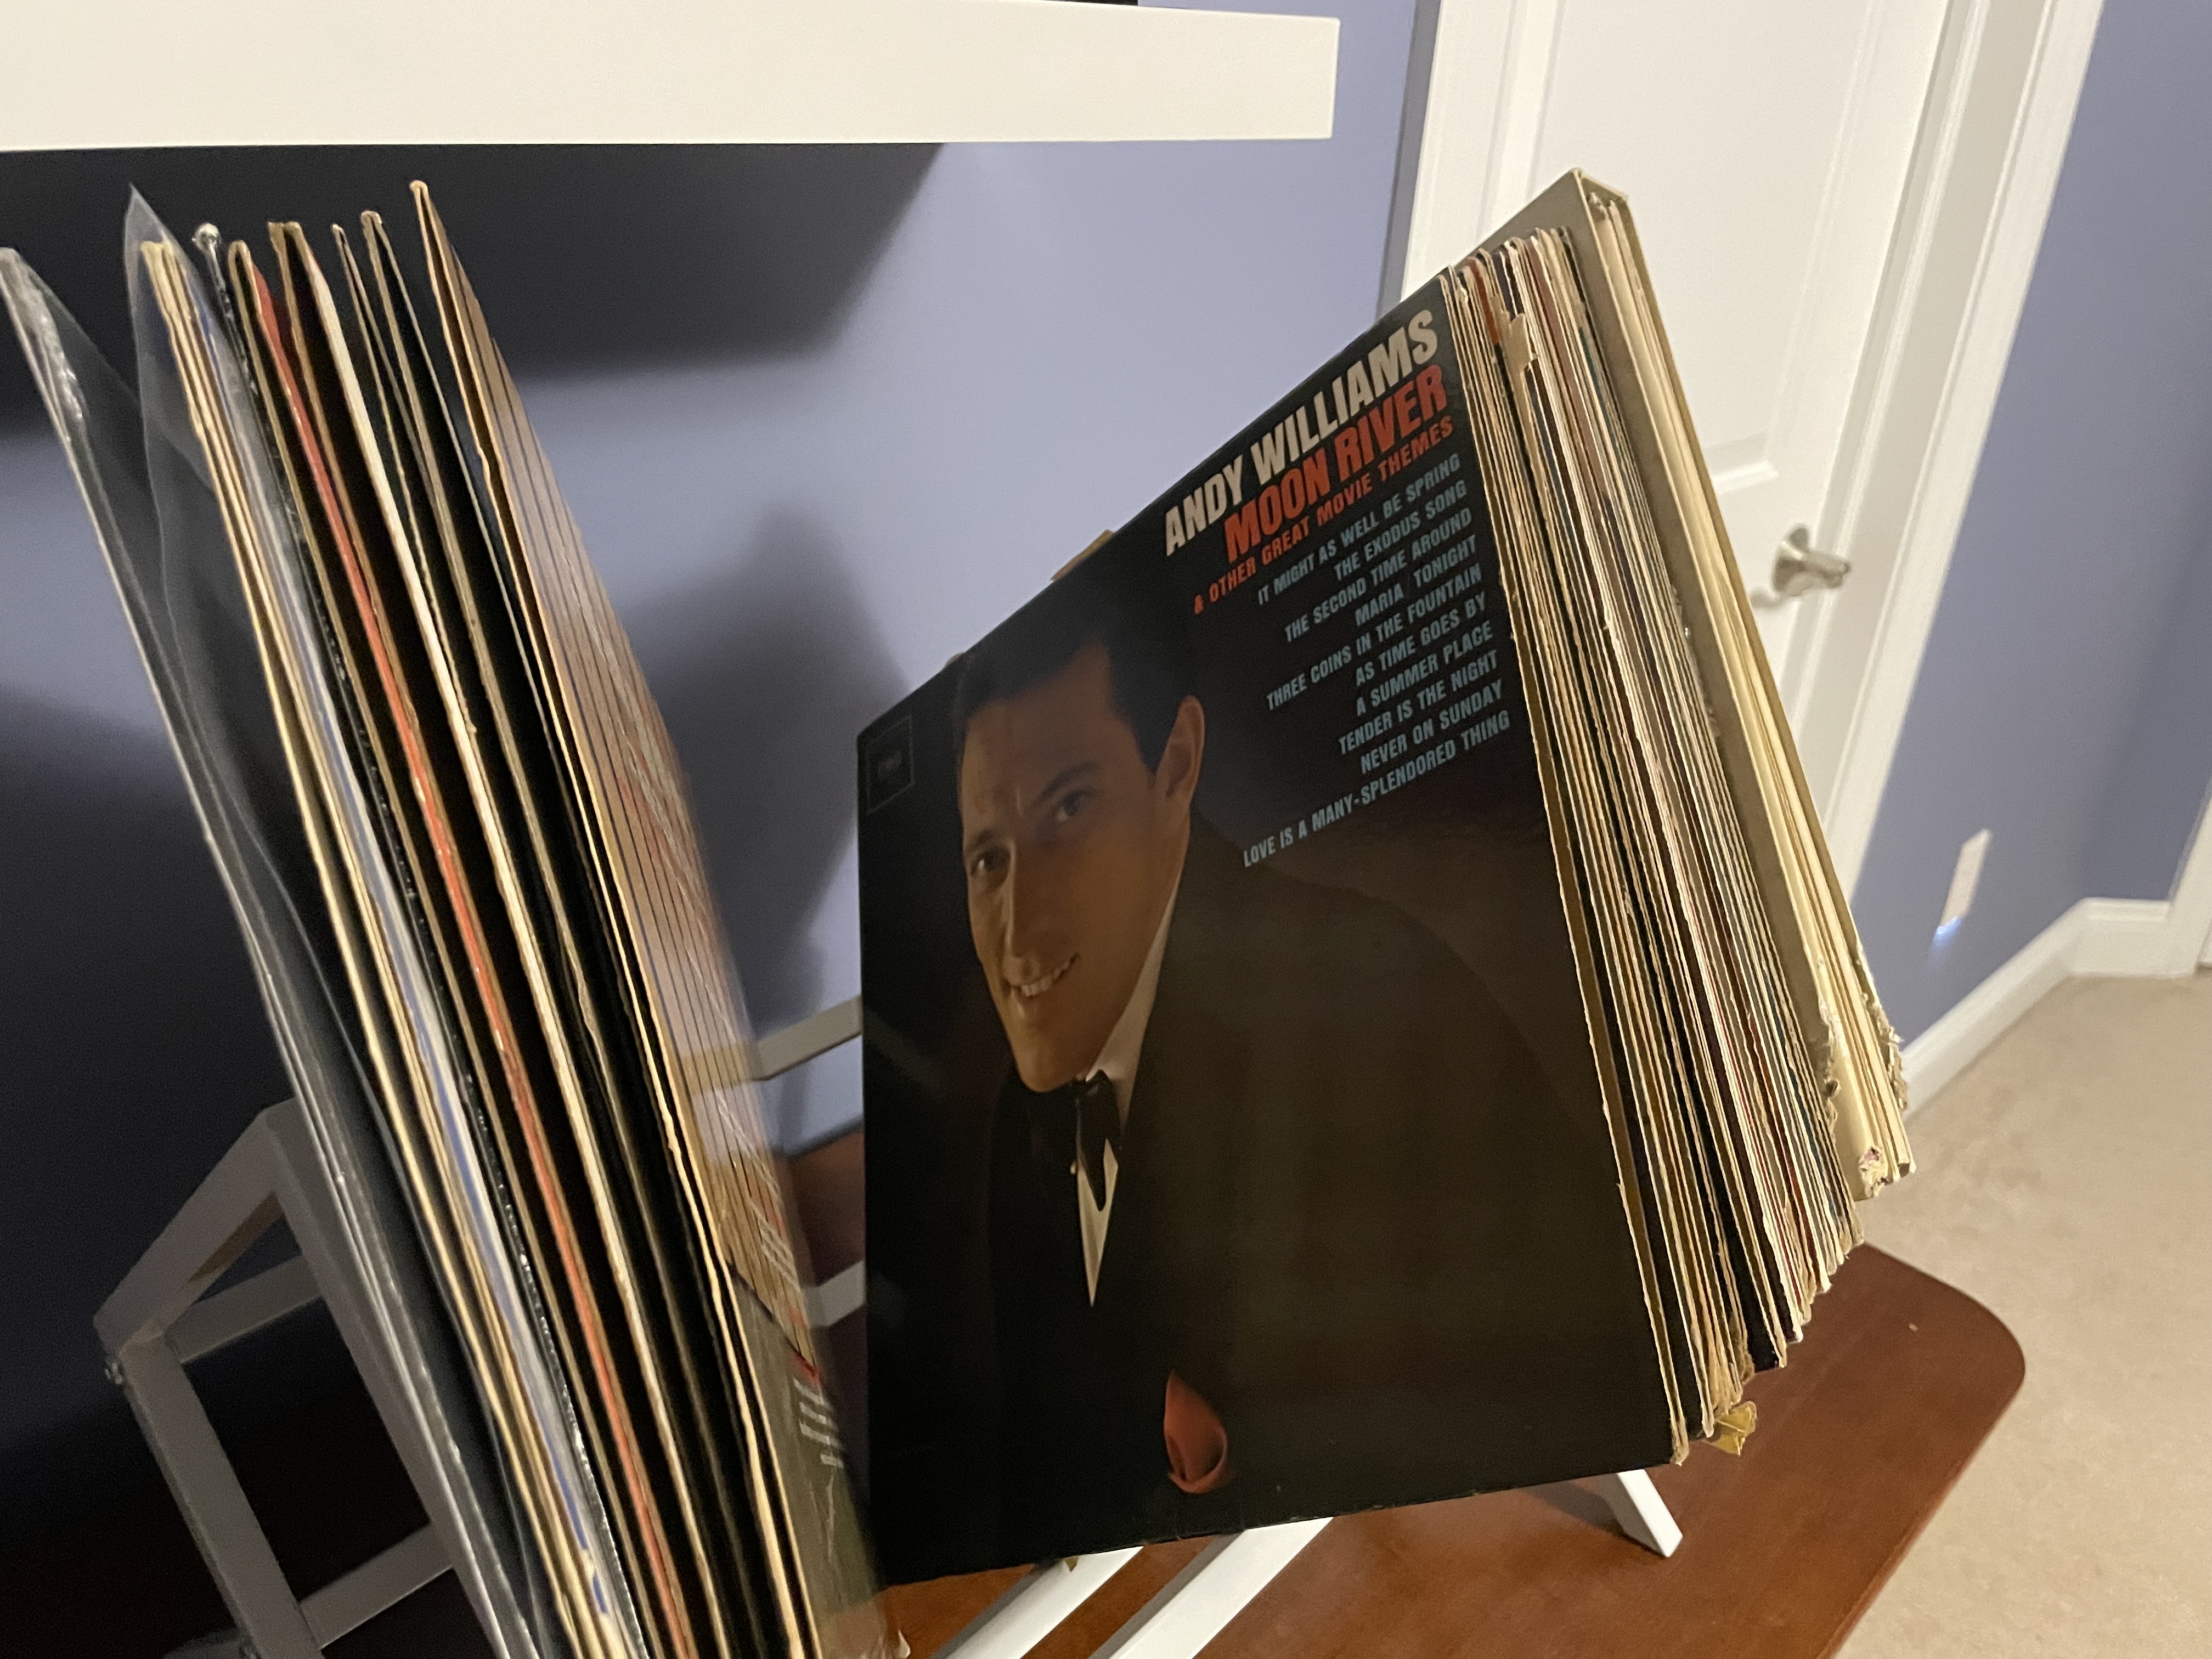 ANDY WILLIAMS
MOON RIVER
& OTHER GREAT MOVIE THEMES
IT MIGHT AS WELL BE SPRING
THE EXODUS SONG
THE SECOND TIME AROUND
MARIA / TONIGHT
THREE COINS IN THE FOUNTAIN
AS TIME GOES BY
A SUMMER PLACE
TENDER IS THE NIGHT
NEVER ON SUNDAY
LOVE IS A MANY-SPLENDORED THING